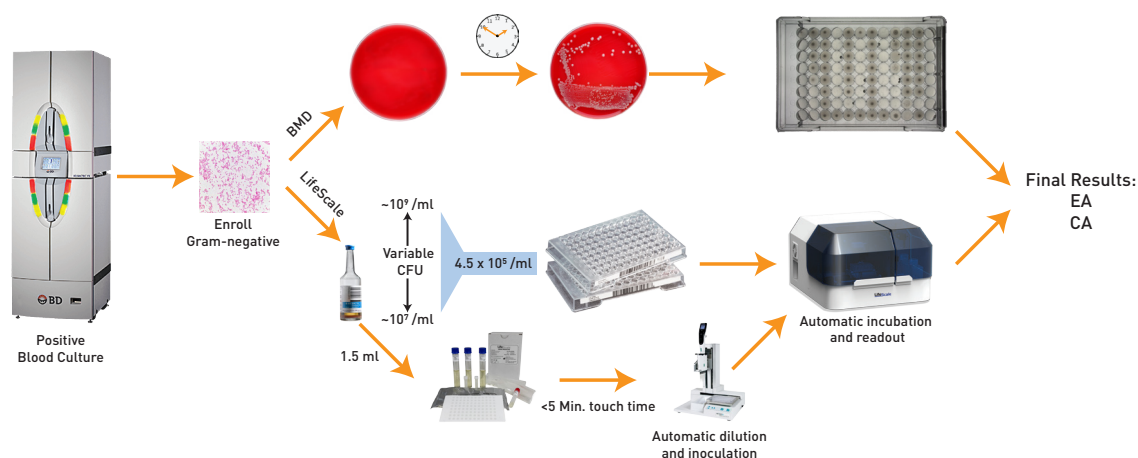 BD
Positive
Blood Culture
Enroll
Gram-negative
BMD
LifeScale
~10⁹ /ml
Variable
CFU
~10⁷ /ml
4.5 x 10⁵ /ml
1.5 ml
<5 Min. touch time
Automatic dilution
and inoculation
Automatic incubation
and readout
Final Results:
EA
CA